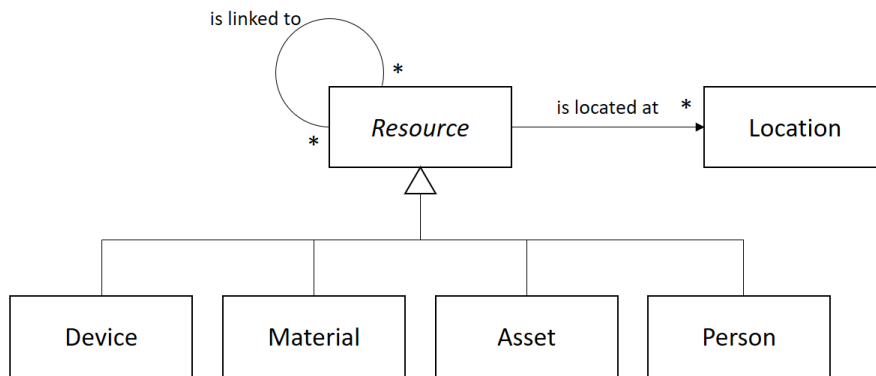 is linked to
*
*
Resource
is located at
*
Location
Device
Material
Asset
Person